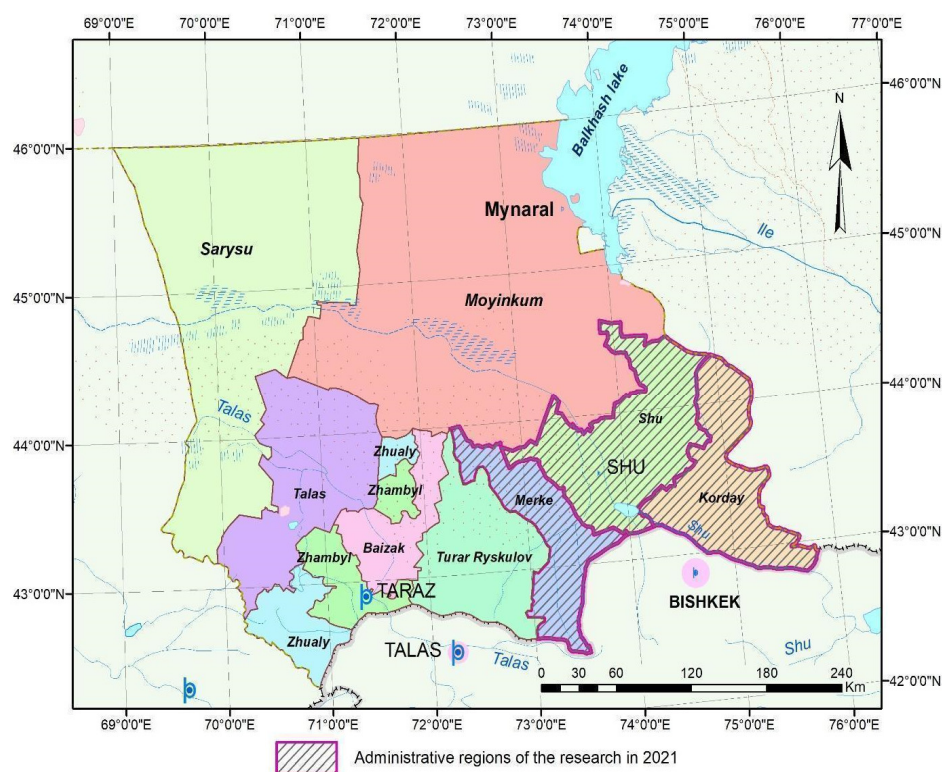 69°0'0"E 70°0'0"E 71°0'0"E 72°0'0"E 73°0'0"E 74°0'0"E 75°0'0"E 76°0'0"E 77°0'0"E
46°0'0"N
46°0'0"N
Balkhash lake
N
Mynaral
Ile
Sarysu
45°0'0"N
45°0'0"N
Moyinkum
44°0'0"N
44°0'0"N
Talas
Shu
Zhualy
SHU
Zhambyl
Talas
Merke
Korday
43°0'0"N
43°0'0"N
Shu
Zhambyl
Baizak
Turar Ryskulov
TARAZ
BISHKEK
Zhualy
TALAS
Talas
Shu
42°0'0"N
0 30 60 120 180 240
Km
69°0'0"E 70°0'0"E 71°0'0"E 72°0'0"E 73°0'0"E 74°0'0"E 75°0'0"E 76°0'0"E
Administrative regions of the research in 2021